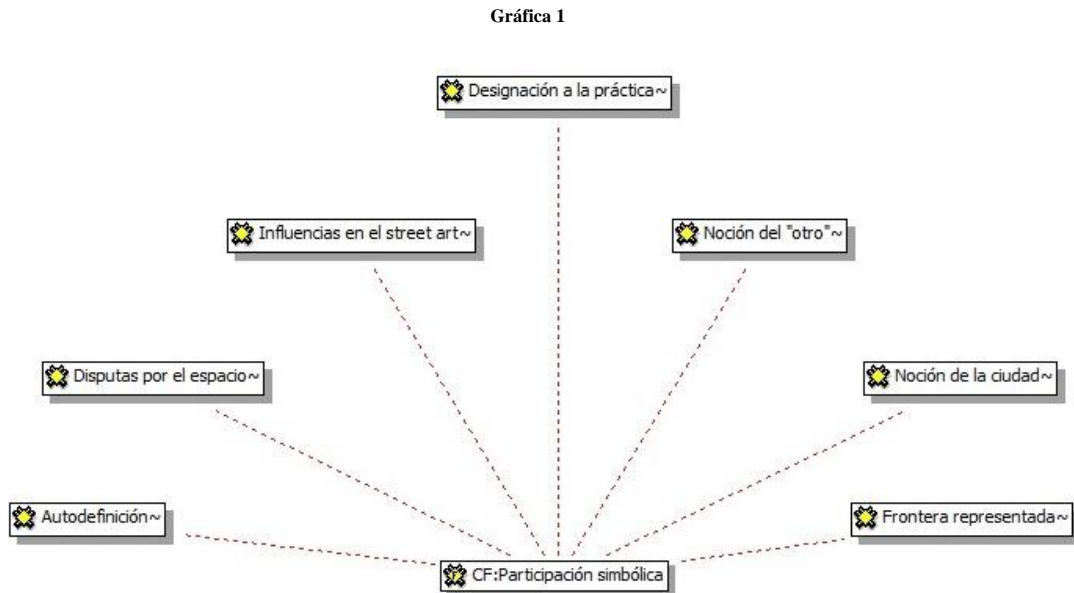 Gráfica 1
Designación a la práctica~
Influencias en el street art~
Noción del "otro"~
Disputas por el espacio~
Noción de la ciudad~
Autodefinición~
Frontera representada~
CF:Participación simbólica